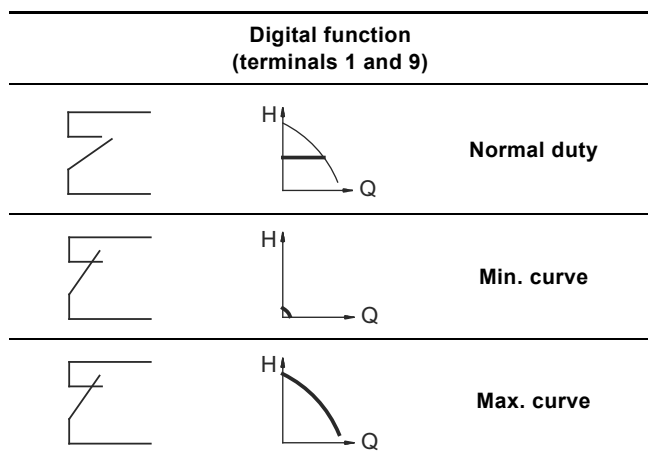 Digital function
(terminals 1 and 9)
H
Q
Normal duty
H
Q
Min. curve
H
Q
Max. curve